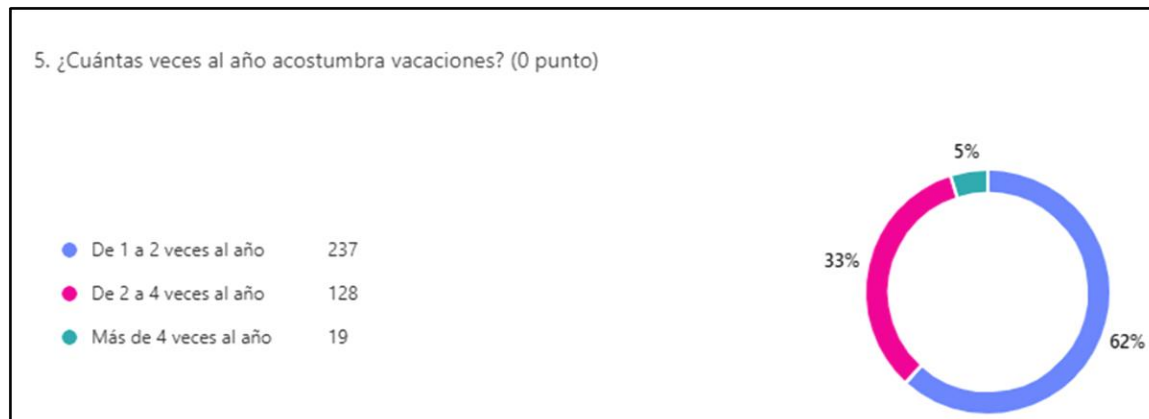 5. ¿Cuántas veces al año acostumbra vacaciones? (0 punto)
De 1 a 2 veces al año 237
De 2 a 4 veces al año 128
Más de 4 veces al año 19
5%
33%
62%